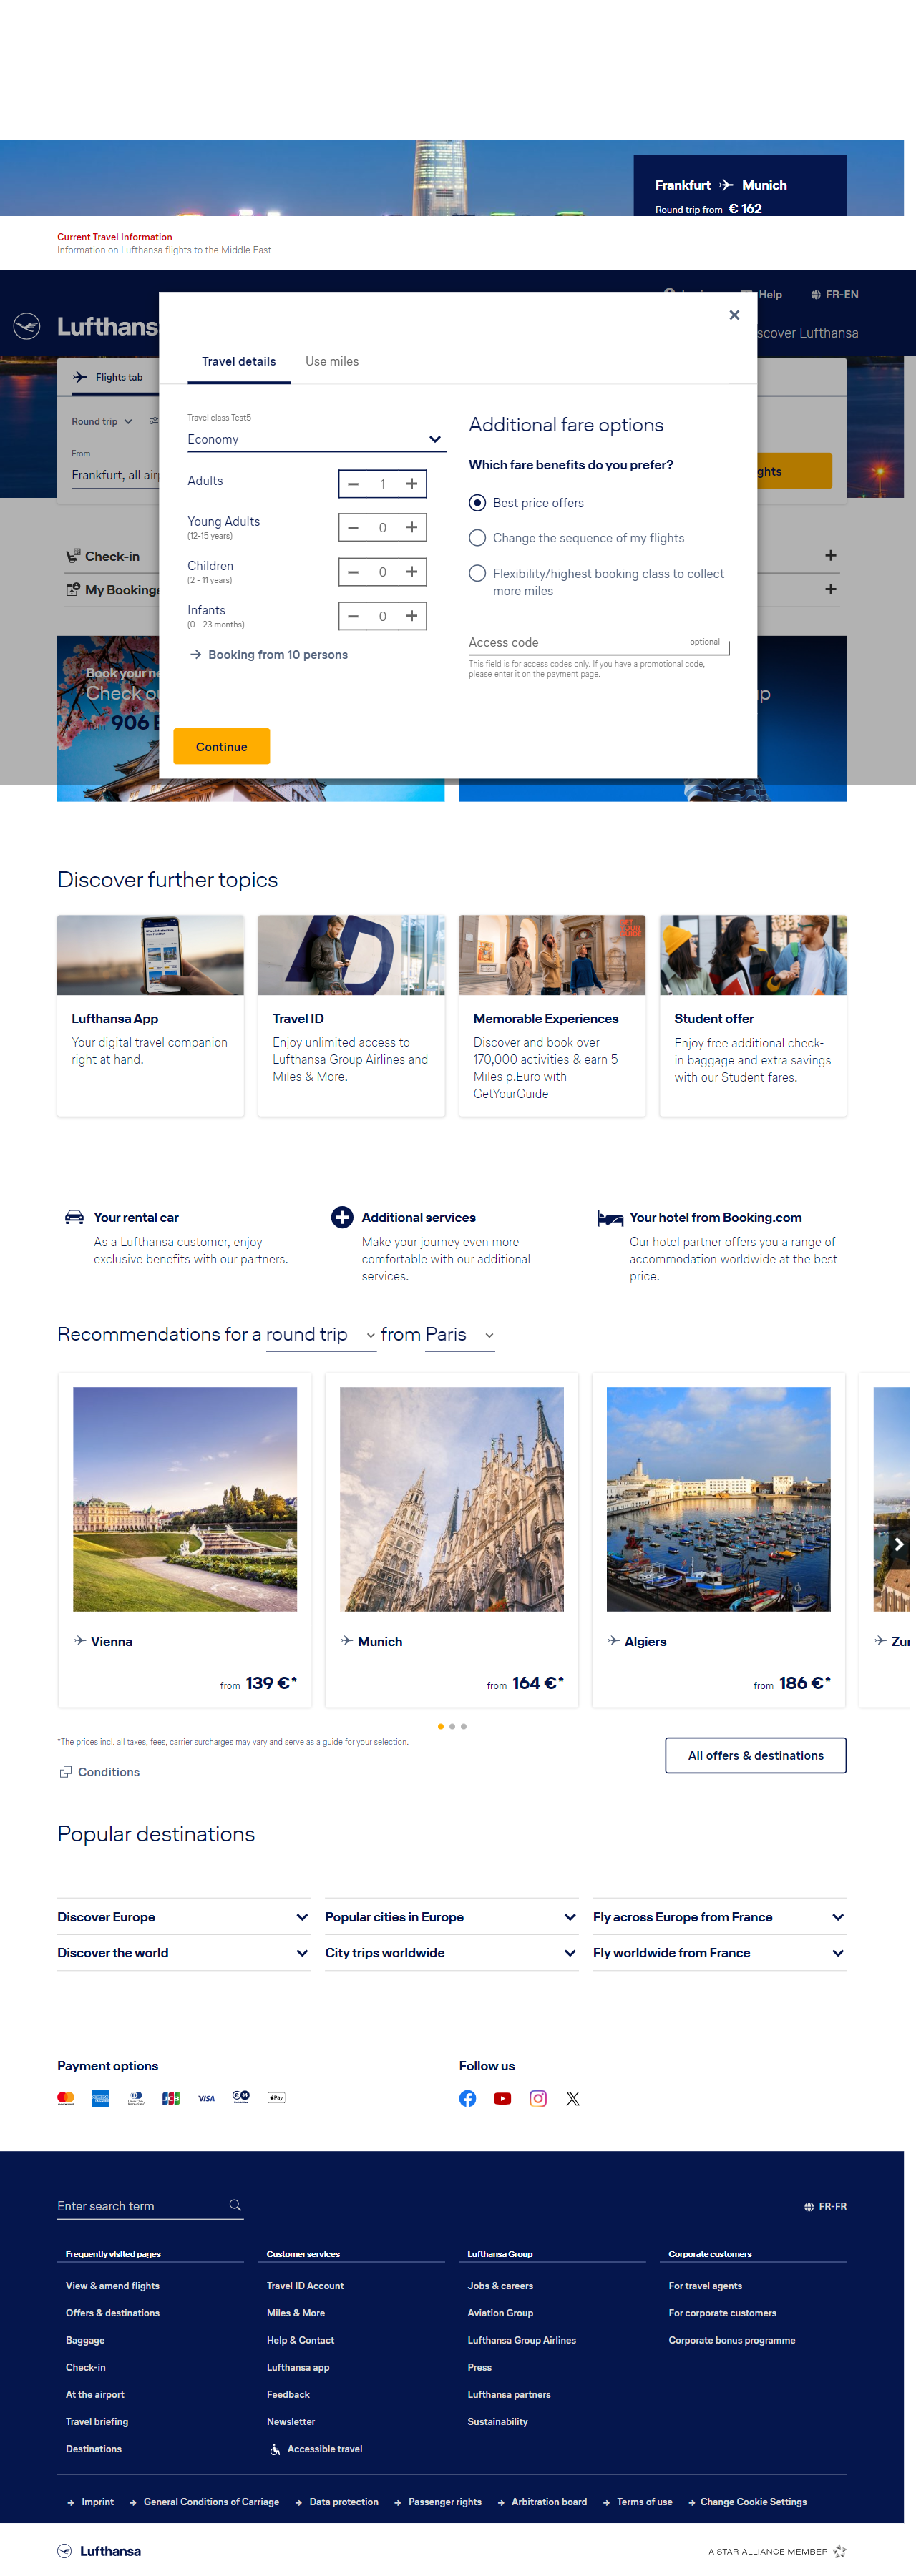 Frankfurt Munich
Round trip from € 162
Current Travel Information
Information on Lufthansa flights to the Middle East
Help
FR-EN
Lufthans
scover Lufthansa
Travel details
Use miles
Flights tab
Round trip
From
Frankfurt, all air
ghts
Travel class Test5
Economy
Adults
1
Young Adults
(12-15 years)
0
Children
(2 - 11 years)
0
Infants
(0 - 23 months)
0
Booking from 10 persons
Continue
Additional fare options
Which fare benefits do you prefer?
Best price offers
Change the sequence of my flights
Flexibility/highest booking class to collect
more miles
Access code
optional
This field is for access codes only. If you have a promotional code,
please enter it on the payment page.
Check-in
My Bookings
Book your ne
Check o
906
p
Discover further topics
Lufthansa App
Your digital travel companion
right at hand.
Travel ID
Enjoy unlimited access to
Lufthansa Group Airlines and
Miles & More.
GET
YOUR
GUIDE
Memorable Experiences
Discover and book over
170,000 activities & earn 5
Miles p.Euro with
GetYourGuide
Student offer
Enjoy free additional check-
in baggage and extra savings
with our Student fares.
Your rental car
As a Lufthansa customer, enjoy
exclusive benefits with our partners.
Additional services
Make your journey even more
comfortable with our additional
services.
Your hotel from Booking.com
Our hotel partner offers you a range of
accommodation worldwide at the best
price.
Recommendations for a round trip from Paris
Vienna
from 139 €*
Munich
from 164 €*
Algiers
from 186 €*
Zur
*The prices incl. all taxes, fees, carrier surcharges may vary and serve as a guide for your selection.
All offers & destinations
Conditions
Popular destinations
Discover Europe
Popular cities in Europe
Fly across Europe from France
Discover the world
City trips worldwide
Fly worldwide from France
Payment options
Follow us
JCB
VISA
Pay
Enter search term
FR-FR
Frequently visited pages
View & amend flights
Offers & destinations
Baggage
Check-in
At the airport
Travel briefing
Destinations
Customer services
Travel ID Account
Miles & More
Help & Contact
Lufthansa app
Feedback
Newsletter
Accessible travel
Lufthansa Group
Jobs & careers
Aviation Group
Lufthansa Group Airlines
Press
Lufthansa partners
Sustainability
Corporate customers
For travel agents
For corporate customers
Corporate bonus programme
Imprint
General Conditions of Carriage
Data protection
Passenger rights
Arbitration board
Terms of use
Change Cookie Settings
Lufthansa
A STAR ALLIANCE MEMBER